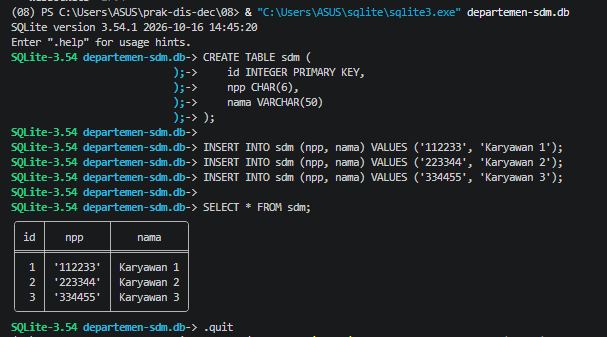 (08) PS C:\Users\ASUS\prak-dis-dec\08> & "C:\Users\ASUS\sqlite\sqlite3.exe" departemen-sdm.db
SQLite version 3.54.1 2026-10-16 14:45:20
Enter ".help" for usage hints.
SQLite-3.54 departemen-sdm.db-> CREATE TABLE sdm (
);-> id INTEGER PRIMARY KEY,
);-> npp CHAR(6),
);-> nama VARCHAR(50)
);-> );
SQLite-3.54 departemen-sdm.db->
SQLite-3.54 departemen-sdm.db-> INSERT INTO sdm (npp, nama) VALUES ('112233', 'Karyawan 1');
SQLite-3.54 departemen-sdm.db-> INSERT INTO sdm (npp, nama) VALUES ('223344', 'Karyawan 2');
SQLite-3.54 departemen-sdm.db-> INSERT INTO sdm (npp, nama) VALUES ('334455', 'Karyawan 3');
SQLite-3.54 departemen-sdm.db->
SQLite-3.54 departemen-sdm.db-> SELECT * FROM sdm;
id npp nama
1 '112233' Karyawan 1
2 '223344' Karyawan 2
3 '334455' Karyawan 3
SQLite-3.54 departemen-sdm.db-> .quit